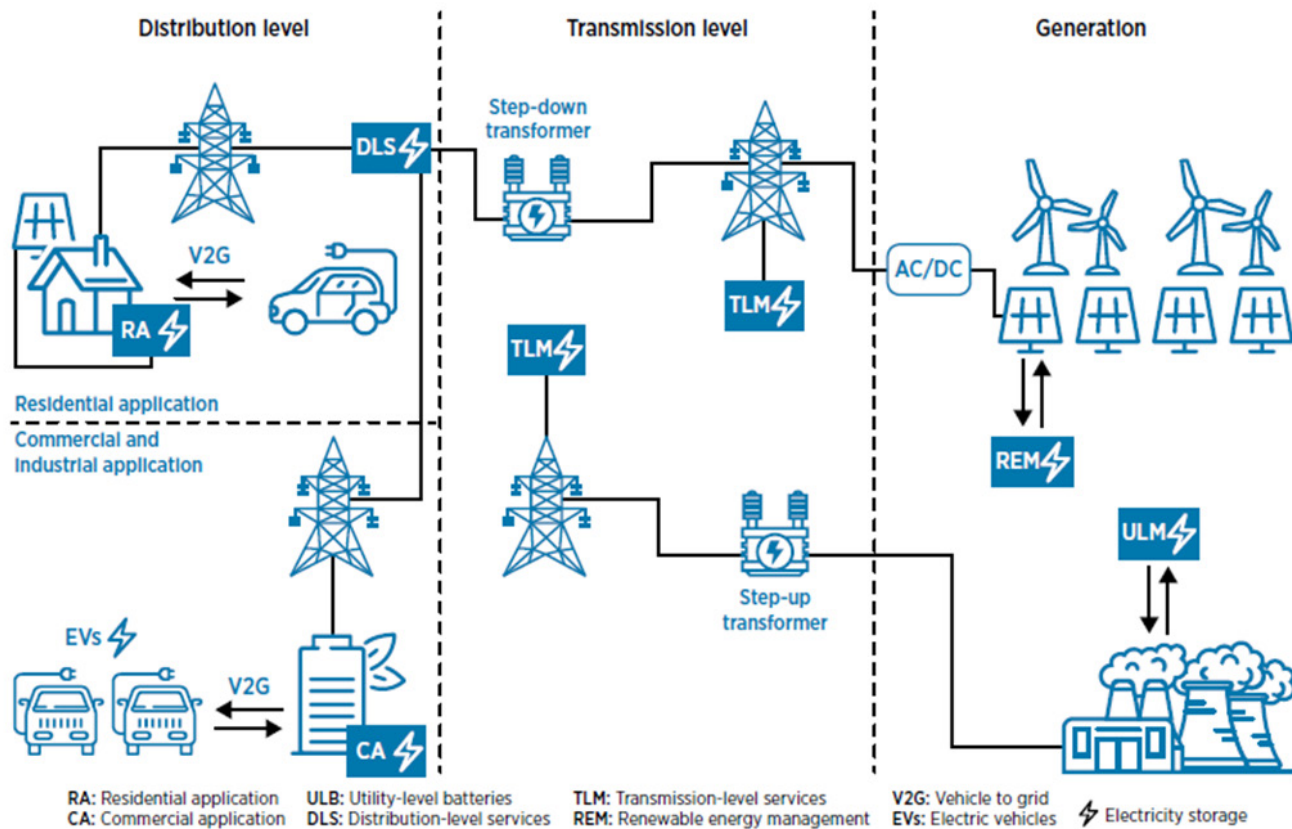 Distribution level
Transmission level
Generation
Step-down
transformer
DLS
V2G
AC/DC
RA
TLM
TLM
Residential application
Commercial and
industrial application
REM
ULM
Step-up
transformer
EVs
V2G
CA
RA: Residential application
ULB: Utility-level batteries
TLM: Transmission-level services
V2G: Vehicle to grid
CA: Commercial application
DLS: Distribution-level services
REM: Renewable energy management
EVs: Electric vehicles
Electricity storage